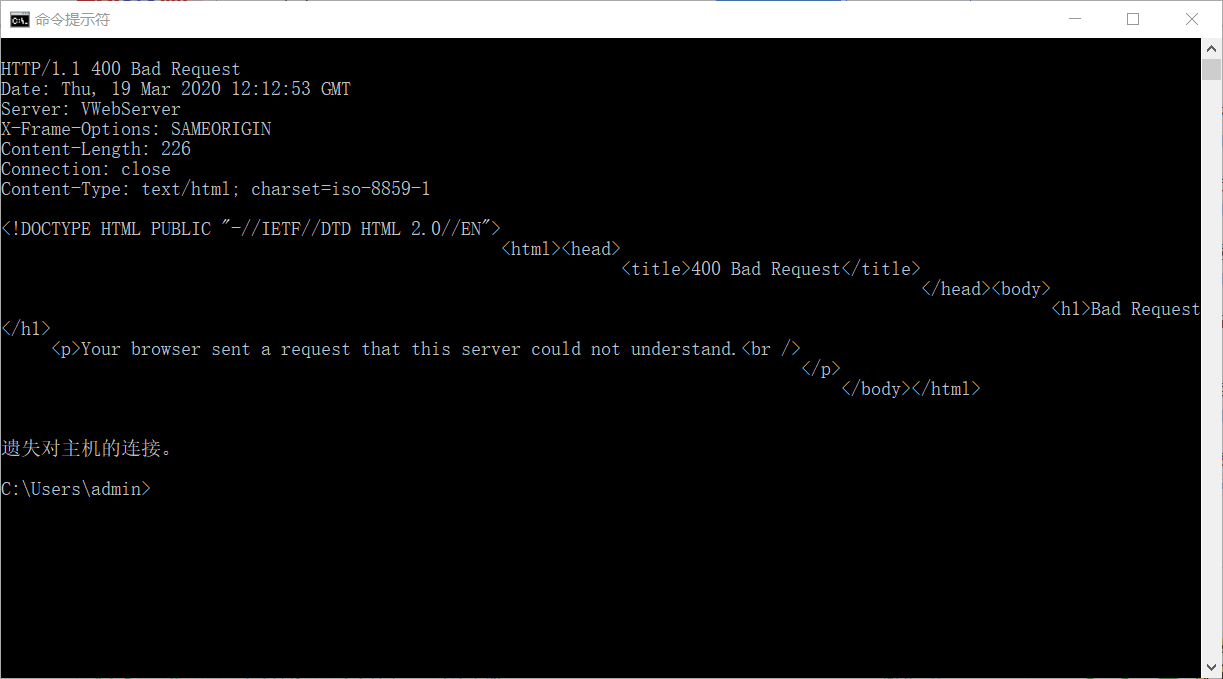 命令提示符
HTTP/1.1 400 Bad Request
Date: Thu, 19 Mar 2020 12:12:53 GMT
Server: VWebServer
X-Frame-Options: SAMEORIGIN
Content-Length: 226
Connection: close
Content-Type: text/html; charset=iso-8859-1
<!DOCTYPE HTML PUBLIC "-//IETF//DTD HTML 2.0//EN">
<html><head>
<title>400 Bad Request</title>
</head><body>
<h1>Bad Request
</h1>
<p>Your browser sent a request that this server could not understand.<br />
</p>
</body></html>
遗失对主机的连接。
C:\Users\admin>